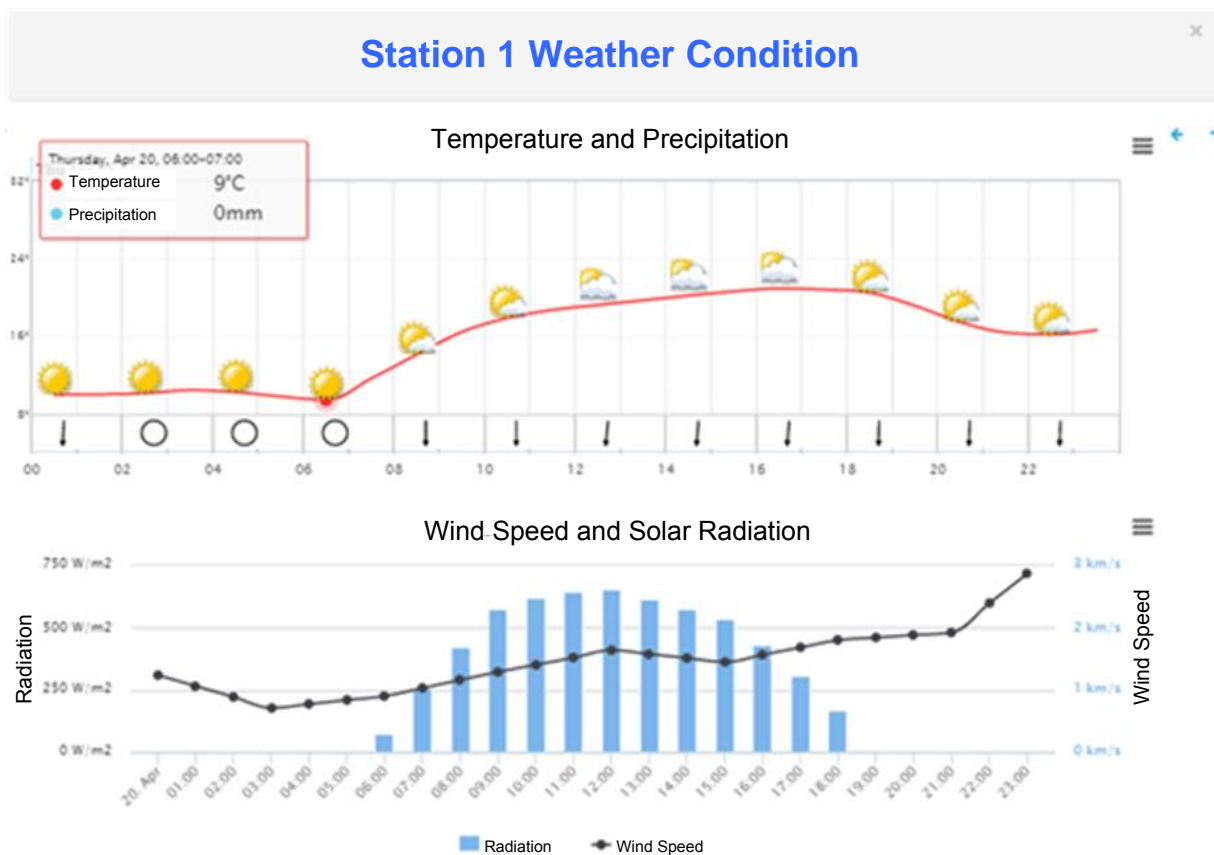 Station 1 Weather Condition
×
Temperature and Precipitation
Thursday, Apr 20, 06:00–07:00
Temperature 9°C
Precipitation 0mm
32°
24°
16°
8°
00 02 04 06 08 10 12 14 16 18 20 22
Wind Speed and Solar Radiation
750 W/m2 3 km/s
500 W/m2 2 km/s
250 W/m2 1 km/s
0 W/m2 0 km/s
Radiation
Wind Speed
20. Apr 01:00 02:00 03:00 04:00 05:00 06:00 07:00 08:00 09:00 10:00 11:00 12:00 13:00 14:00 15:00 16:00 17:00 18:00 19:00 20:00 21:00 22:00 23:00
Radiation Wind Speed